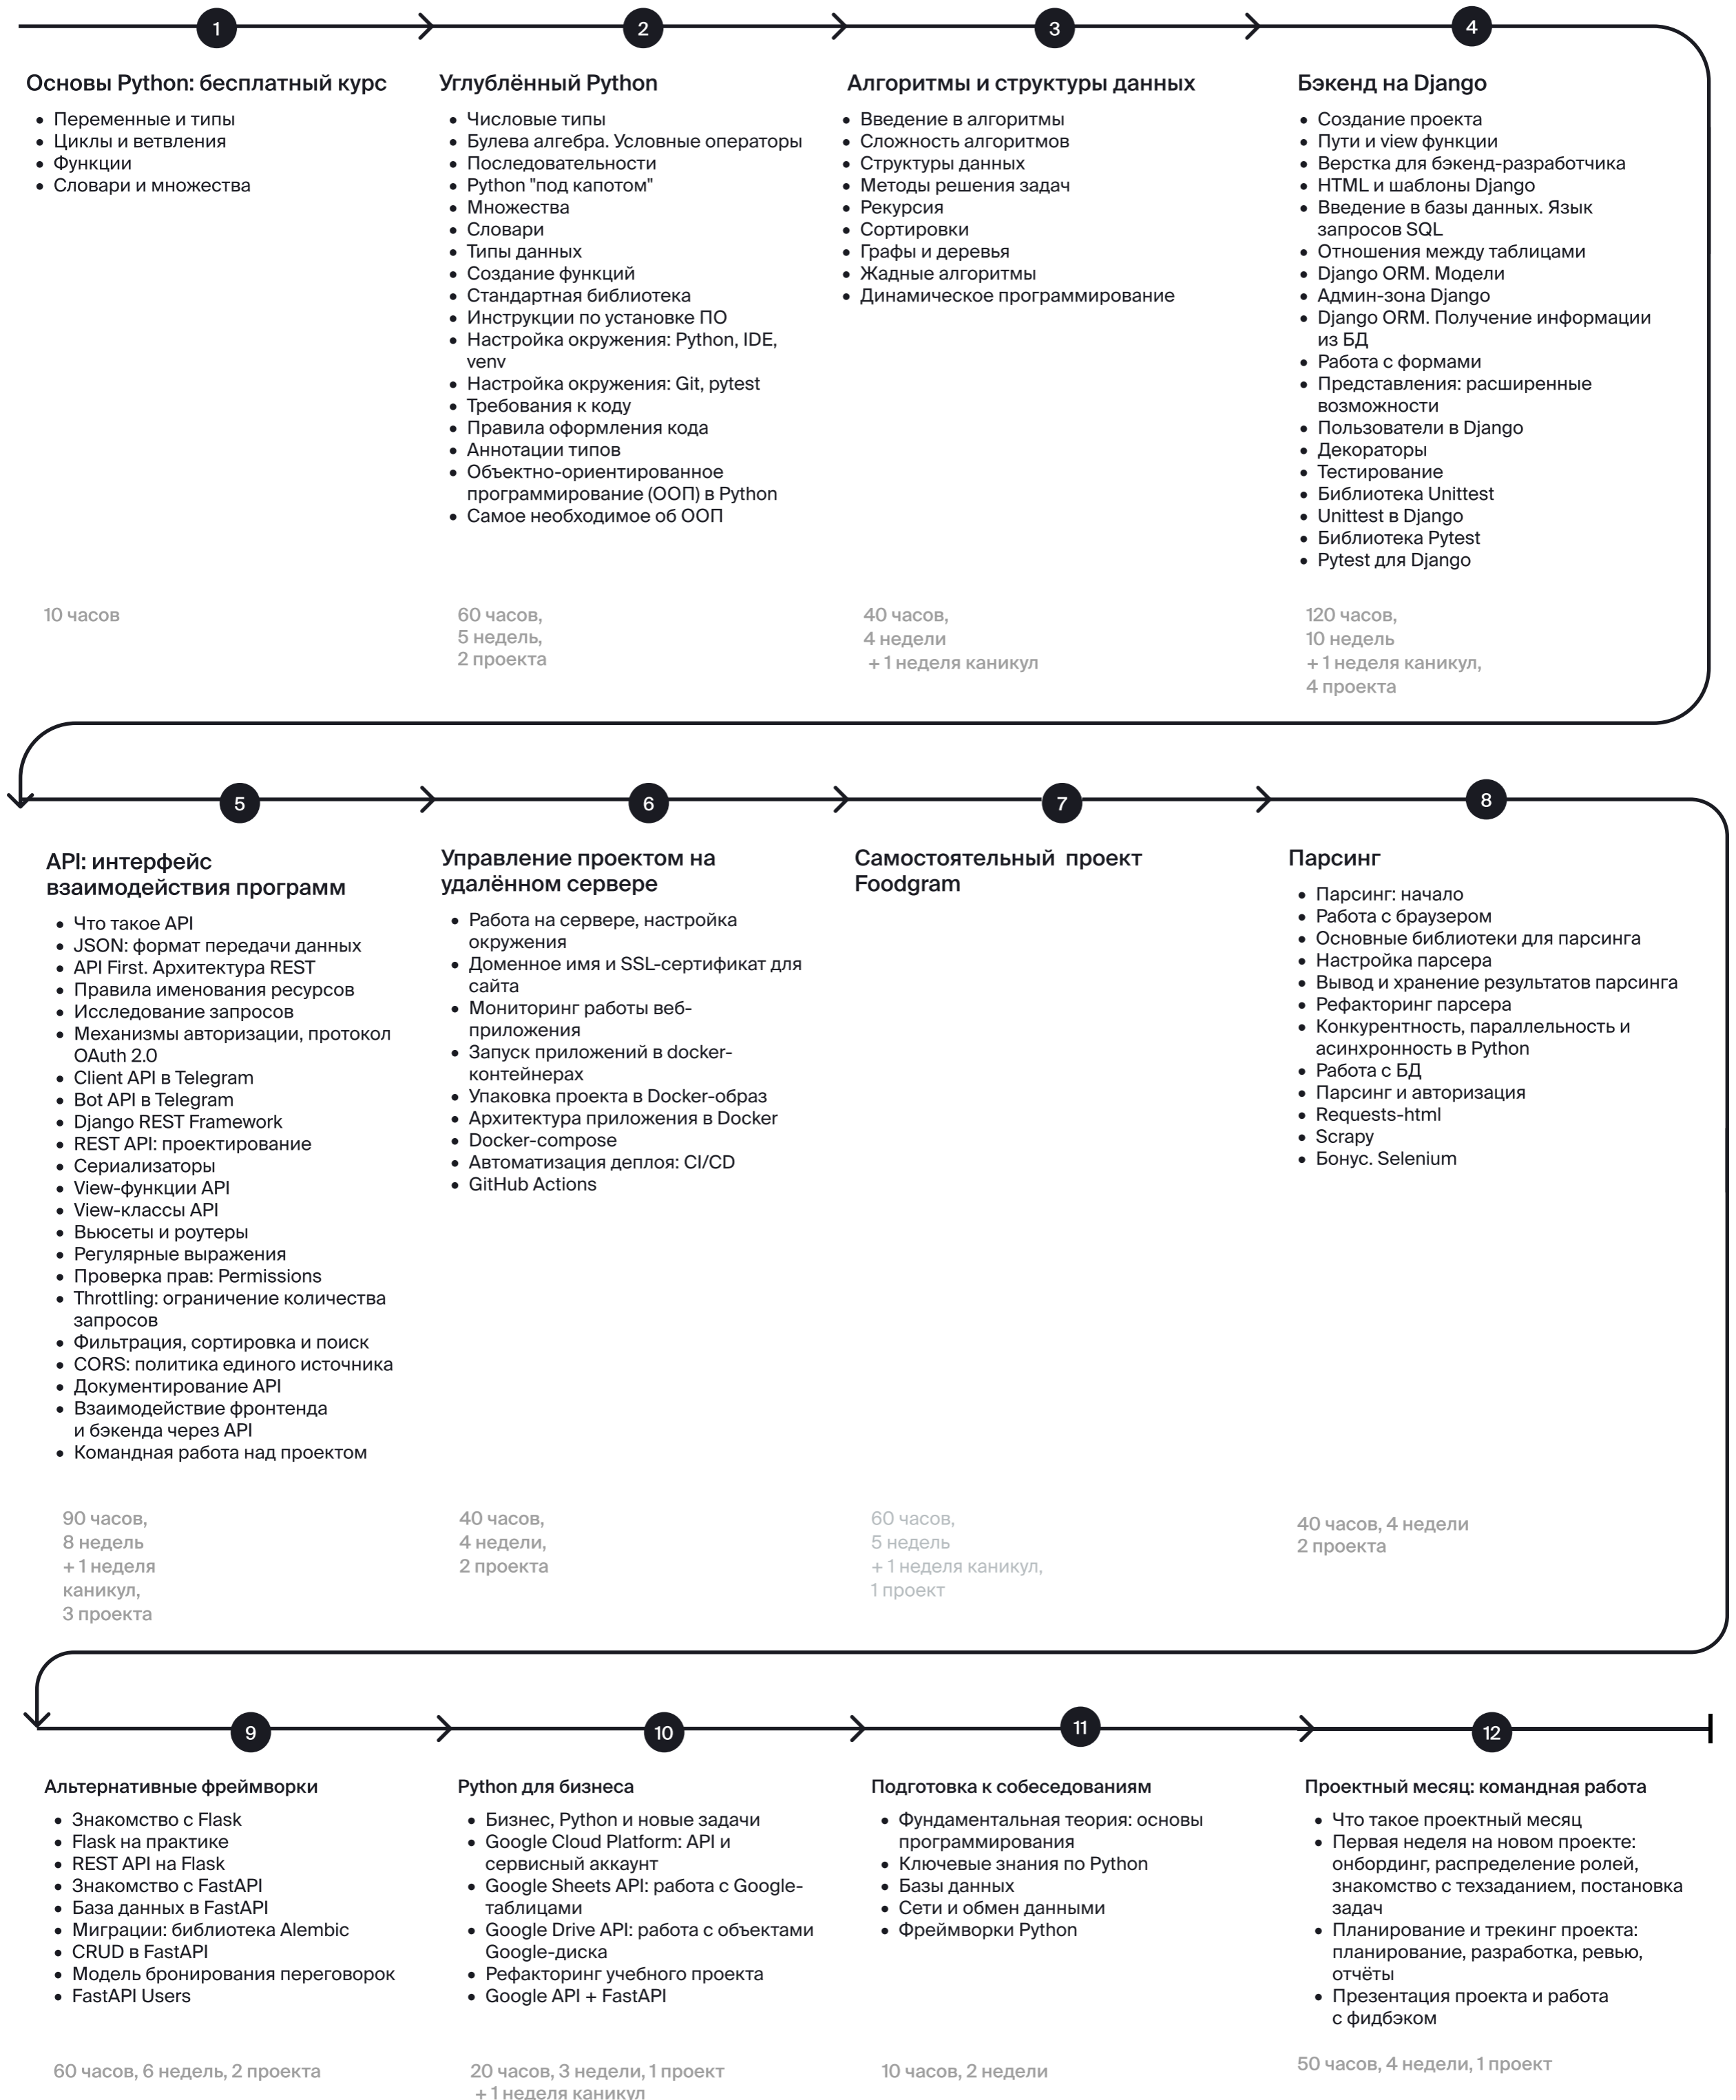 1
Основы Python: бесплатный курс
Переменные и типы
Циклы и ветвления
Функции
Словари и множества
10 часов
2
Углублённый Python
Числовые типы
Булева алгебра. Условные операторы
Последовательности
Python "под капотом"
Множества
Словари
Типы данных
Создание функций
Стандартная библиотека
Инструкции по установке ПО
Настройка окружения: Python, IDE,
venv
Настройка окружения: Git, pytest
Требования к коду
Правила оформления кода
Аннотации типов
Объектно-ориентированное
программирование (ООП) в Python
Самое необходимое об ООП
60 часов,
5 недель,
2 проекта
3
Алгоритмы и структуры данных
Введение в алгоритмы
Сложность алгоритмов
Структуры данных
Методы решения задач
Рекурсия
Сортировки
Графы и деревья
Жадные алгоритмы
Динамическое программирование
40 часов,
4 недели
+ 1 неделя каникул
4
Бэкенд на Django
Создание проекта
Пути и view функции
Верстка для бэкенд-разработчика
HTML и шаблоны Django
Введение в базы данных. Язык
запросов SQL
Отношения между таблицами
Django ORM. Модели
Админ-зона Django
Django ORM. Получение информации
из БД
Работа с формами
Представления: расширенные
возможности
Пользователи в Django
Декораторы
Тестирование
Библиотека Unittest
Unittest в Django
Библиотека Pytest
Pytest для Django
120 часов,
10 недель
+ 1 неделя каникул,
4 проекта
5
API: интерфейс
взаимодействия программ
Что такое API
JSON: формат передачи данных
API First. Архитектура REST
Правила именования ресурсов
Исследование запросов
Механизмы авторизации, протокол
OAuth 2.0
Client API в Telegram
Bot API в Telegram
Django REST Framework
REST API: проектирование
Сериализаторы
View-функции API
View-классы API
Вьюсеты и роутеры
Регулярные выражения
Проверка прав: Permissions
Throttling: ограничение количества
запросов
Фильтрация, сортировка и поиск
CORS: политика единого источника
Документирование API
Взаимодействие фронтенда
и бэкенда через API
Командная работа над проектом
90 часов,
8 недель
+ 1 неделя
каникул,
3 проекта
6
Управление проектом на
удалённом сервере
Работа на сервере, настройка
окружения
Доменное имя и SSL-сертификат для
сайта
Мониторинг работы веб-
приложения
Запуск приложений в docker-
контейнерах
Упаковка проекта в Docker-образ
Архитектура приложения в Docker
Docker-compose
Автоматизация деплоя: CI/CD
GitHub Actions
40 часов,
4 недели,
2 проекта
7
Самостоятельный проект
Foodgram
60 часов,
5 недель
+ 1 неделя каникул,
1 проект
8
Парсинг
Парсинг: начало
Работа с браузером
Основные библиотеки для парсинга
Настройка парсера
Вывод и хранение результатов парсинга
Рефакторинг парсера
Конкурентность, параллельность и
асинхронность в Python
Работа с БД
Парсинг и авторизация
Requests-html
Scrapy
Бонус. Selenium
40 часов, 4 недели
2 проекта
9
Альтернативные фреймворки
Знакомство с Flask
Flask на практике
REST API на Flask
Знакомство с FastAPI
База данных в FastAPI
Миграции: библиотека Alembic
CRUD в FastAPI
Модель бронирования переговорок
FastAPI Users
60 часов, 6 недель, 2 проекта
10
Python для бизнеса
Бизнес, Python и новые задачи
Google Cloud Platform: API и
сервисный аккаунт
Google Sheets API: работа с Google-
таблицами
Google Drive API: работа с объектами
Google-диска
Рефакторинг учебного проекта
Google API + FastAPI
20 часов, 3 недели, 1 проект
+ 1 неделя каникул
11
Подготовка к собеседованиям
Фундаментальная теория: основы
программирования
Ключевые знания по Python
Базы данных
Сети и обмен данными
Фреймворки Python
10 часов, 2 недели
12
Проектный месяц: командная работа
Что такое проектный месяц
Первая неделя на новом проекте:
онбординг, распределение ролей,
знакомство с техзаданием, постановка
задач
Планирование и трекинг проекта:
планирование, разработка, ревью,
отчёты
Презентация проекта и работа
с фидбэком
50 часов, 4 недели, 1 проект